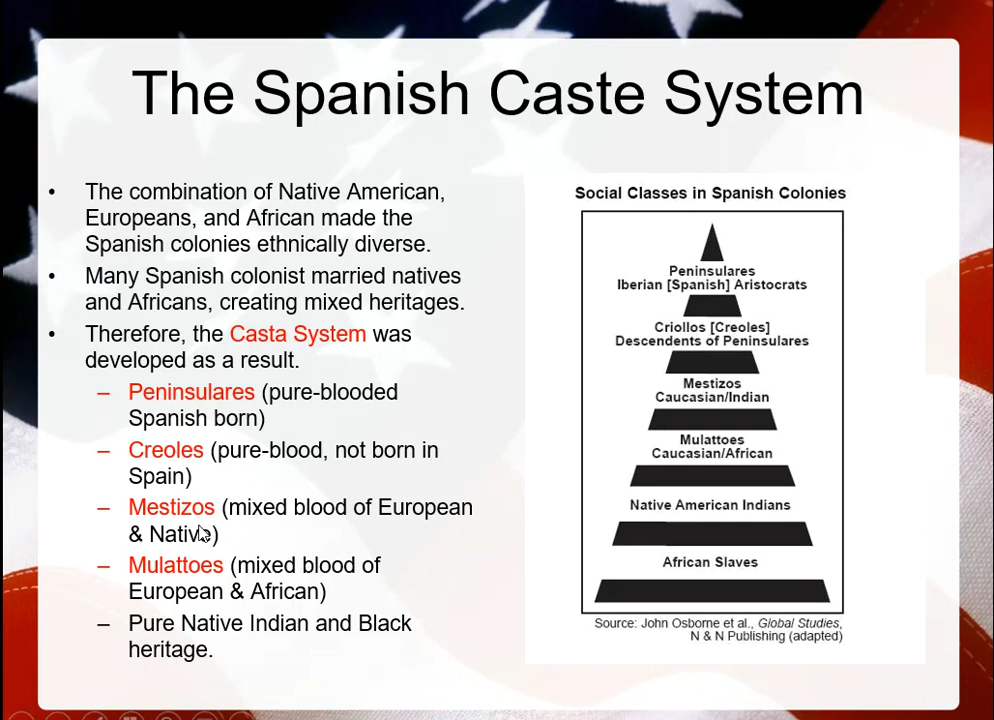 The Spanish Caste System
• The combination of Native American,
Europeans, and African made the
Spanish colonies ethnically diverse.
• Many Spanish colonist married natives
and Africans, creating mixed heritages.
• Therefore, the Casta System was
developed as a result.
– Peninsulares (pure-blooded
Spanish born)
– Creoles (pure-blood, not born in
Spain)
– Mestizos (mixed blood of European
& Native)
– Mulattoes (mixed blood of
European & African)
– Pure Native Indian and Black
heritage.
Social Classes in Spanish Colonies
Peninsulares
Iberian [Spanish] Aristocrats
Criollos [Creoles]
Descendents of Peninsulares
Mestizos
Caucasian/Indian
Mulattoes
Caucasian/African
Native American Indians
African Slaves
Source: John Osborne et al., Global Studies,
N & N Publishing (adapted)